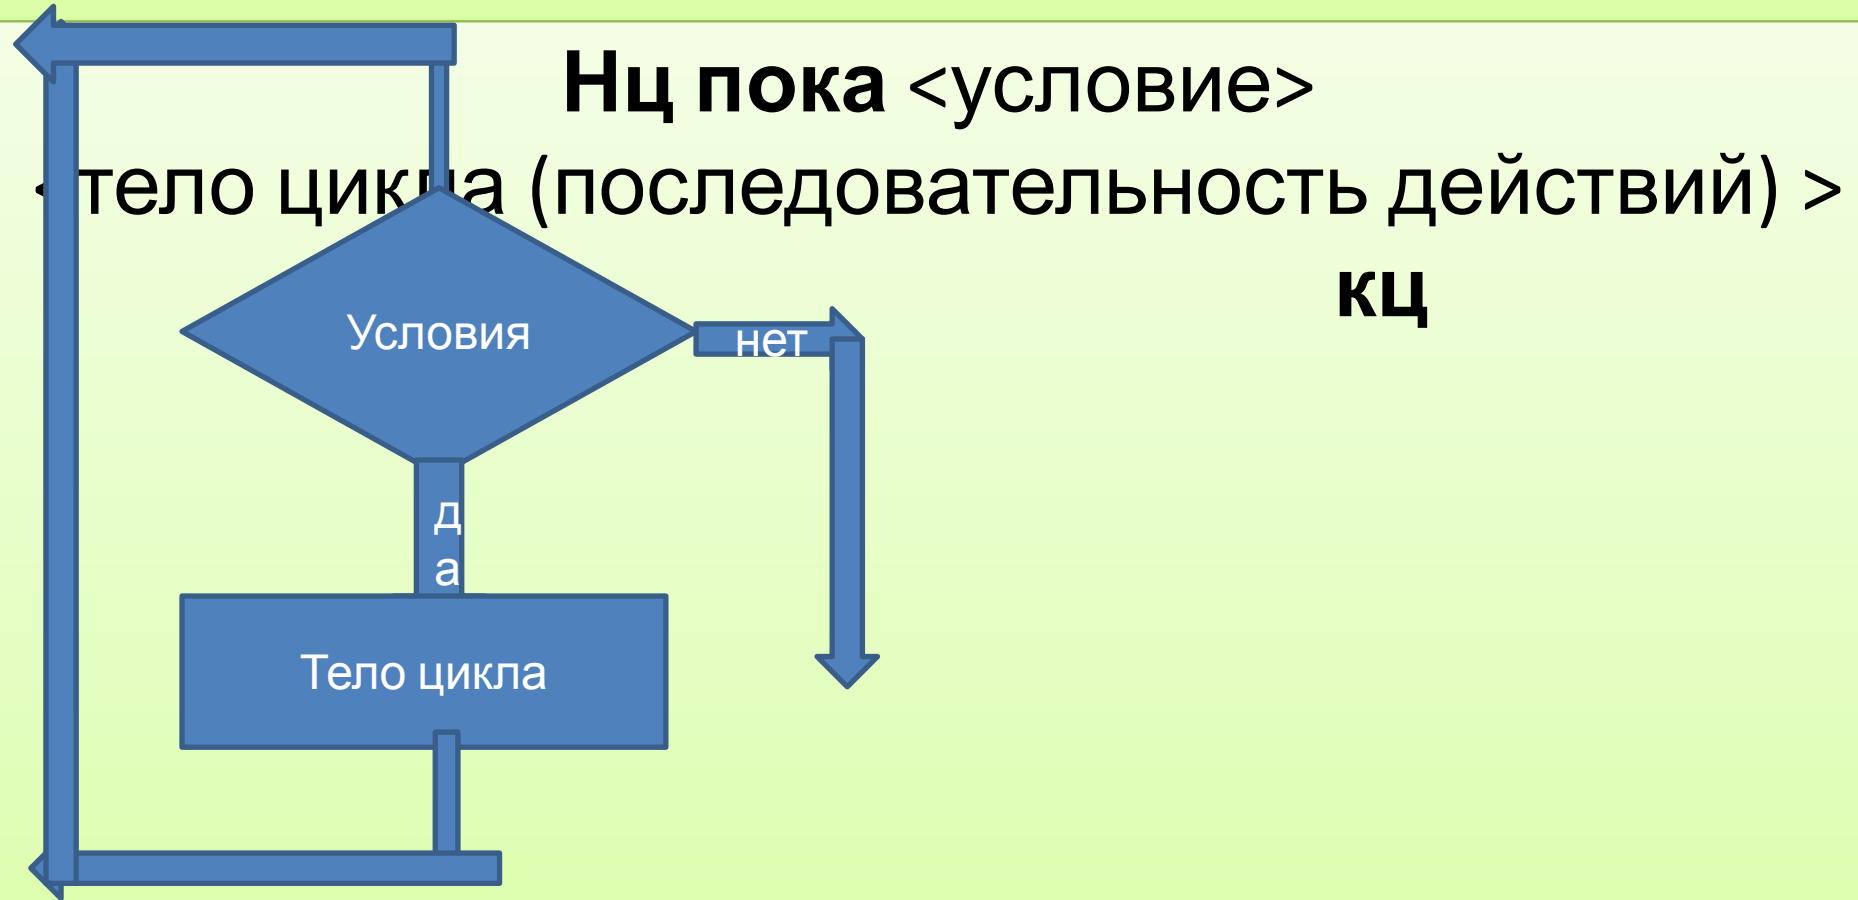 Нц пока <условие>
<тело цикла (последовательность действий) >
кц
Условия
нет
д
а
Тело цикла